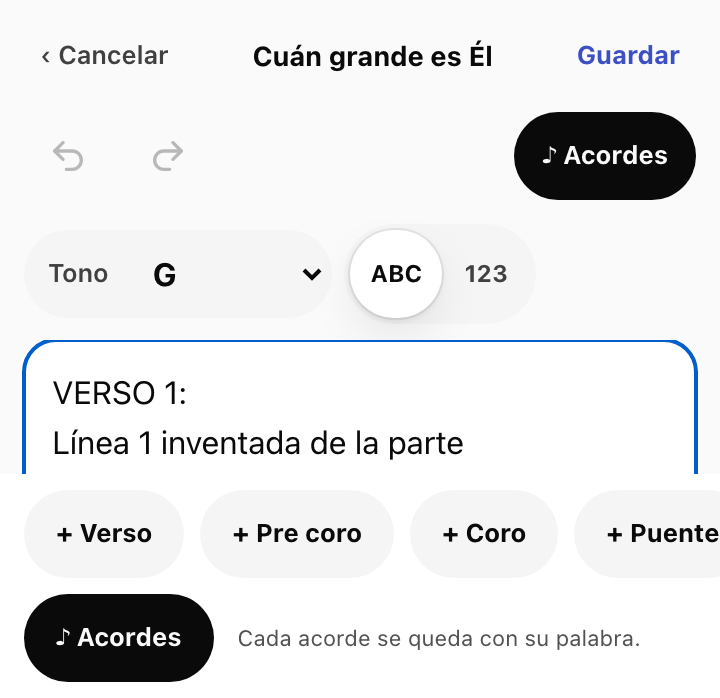 ‹ Cancelar Cuán grande es Él Guardar
♪ Acordes
Tono G ABC 123
VERSO 1:
Línea 1 inventada de la parte
+ Verso + Pre coro + Coro + Puente
♪ Acordes Cada acorde se queda con su palabra.